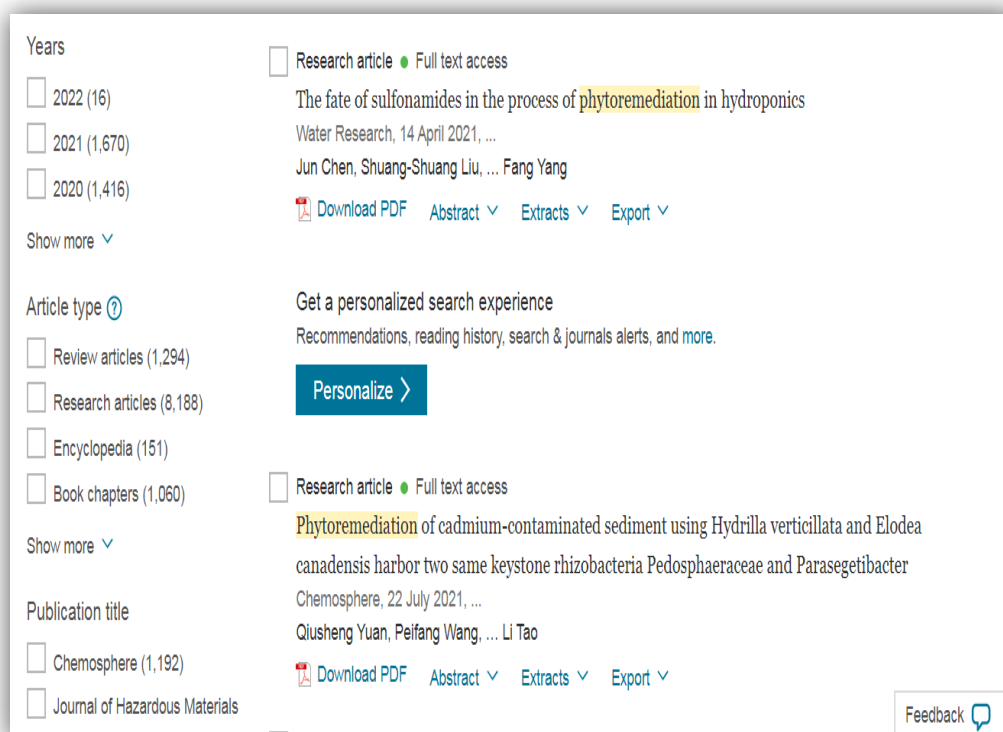 Years
2022 (16)
2021 (1,670)
2020 (1,416)
Show more
Article type ?
Review articles (1,294)
Research articles (8,188)
Encyclopedia (151)
Book chapters (1,060)
Show more
Publication title
Chemosphere (1,192)
Journal of Hazardous Materials
Research article • Full text access
The fate of sulfonamides in the process of phytoremediation in hydroponics
Water Research, 14 April 2021, ...
Jun Chen, Shuang-Shuang Liu, ... Fang Yang
Download PDF Abstract Extracts Export
Get a personalized search experience
Recommendations, reading history, search & journals alerts, and more.
Personalize
Research article • Full text access
Phytoremediation of cadmium-contaminated sediment using Hydrilla verticillata and Elodea
canadensis harbor two same keystone rhizobacteria Pedosphaeraceae and Parasegetibacter
Chemosphere, 22 July 2021, ...
Qiusheng Yuan, Peifang Wang, ... Li Tao
Download PDF Abstract Extracts Export
Feedback